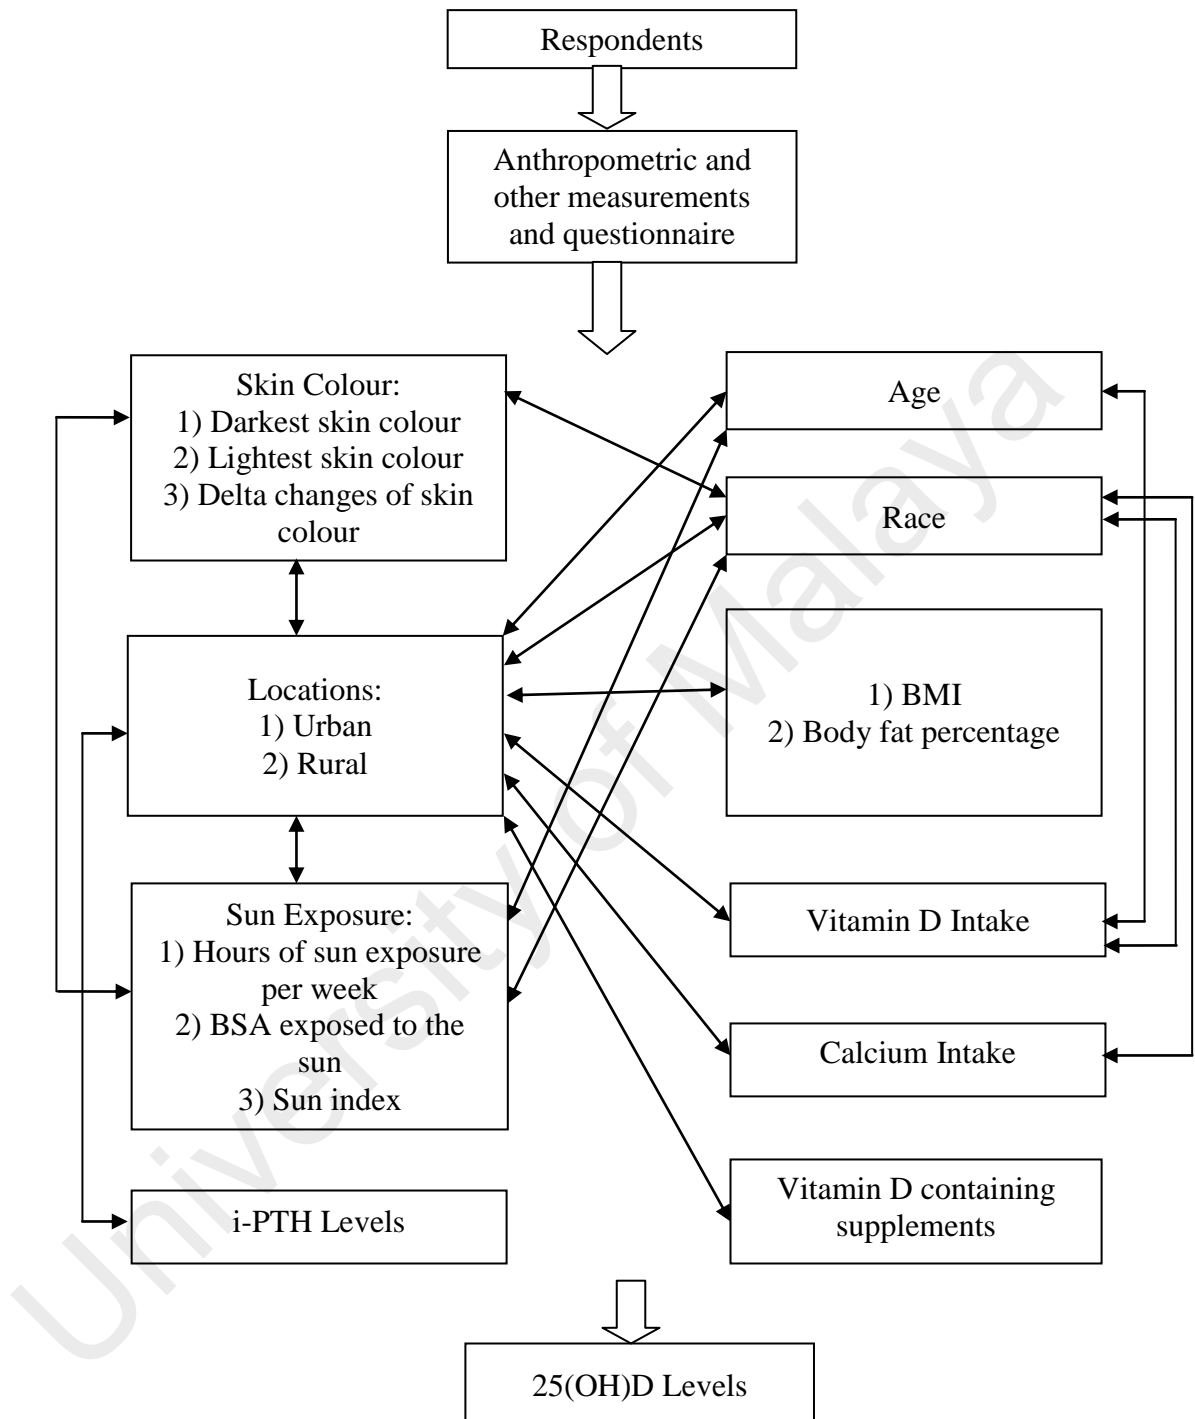 Respondents
Anthropometric and
other measurements
and questionnaire
Skin Colour:
1) Darkest skin colour
2) Lightest skin colour
3) Delta changes of skin
colour
Locations:
1) Urban
2) Rural
Sun Exposure:
1) Hours of sun exposure
per week
2) BSA exposed to the
sun
3) Sun index
i-PTH Levels
Age
Race
1) BMI
2) Body fat percentage
Vitamin D Intake
Calcium Intake
Vitamin D containing
supplements
25(OH)D Levels
University of Malaya